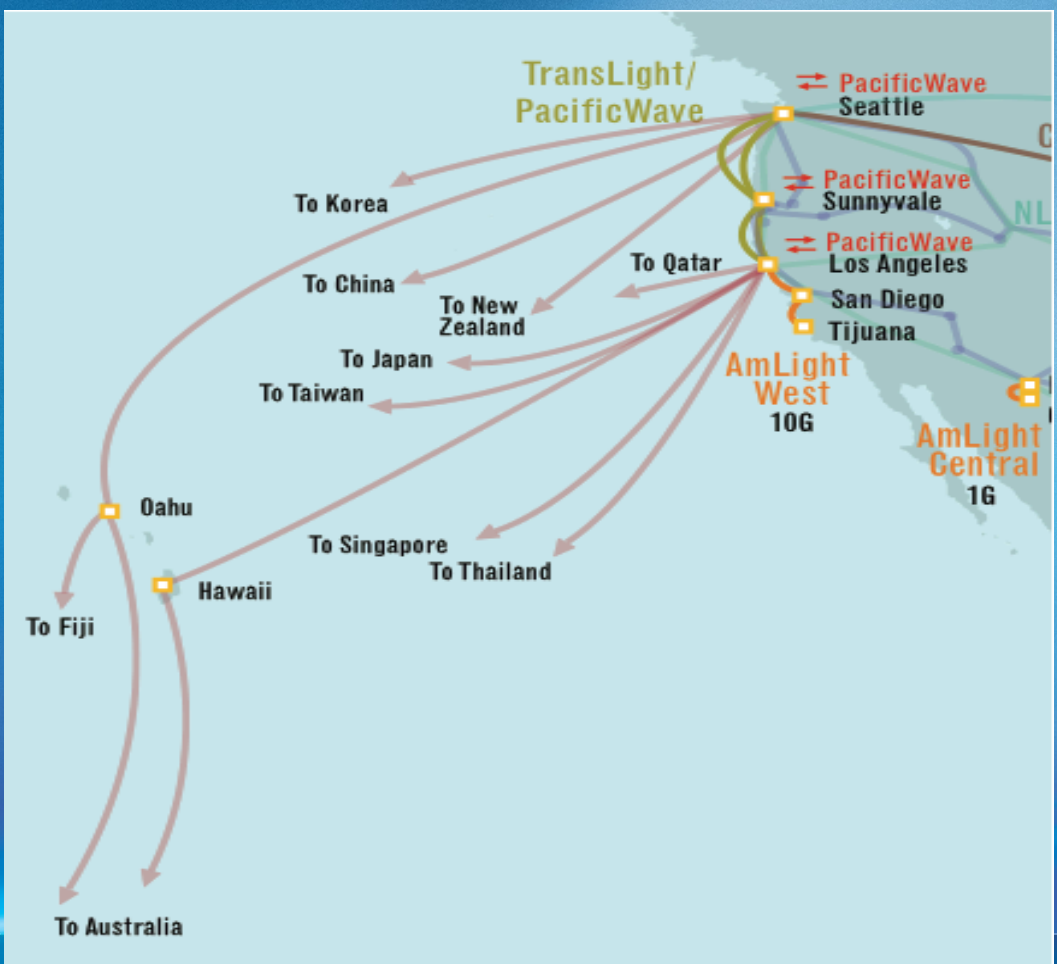 TransLight/
PacificWave
PacificWave
Seattle
To Korea
PacificWave
Sunnyvale
PacificWave
Los Angeles
To Qatar
To China
To New
Zealand
San Diego
Tijuana
To Japan
To Taiwan
AmLight
West
10G
AmLight
Central
1G
NL
C
Oahu
To Singapore
To Thailand
Hawaii
To Fiji
To Australia